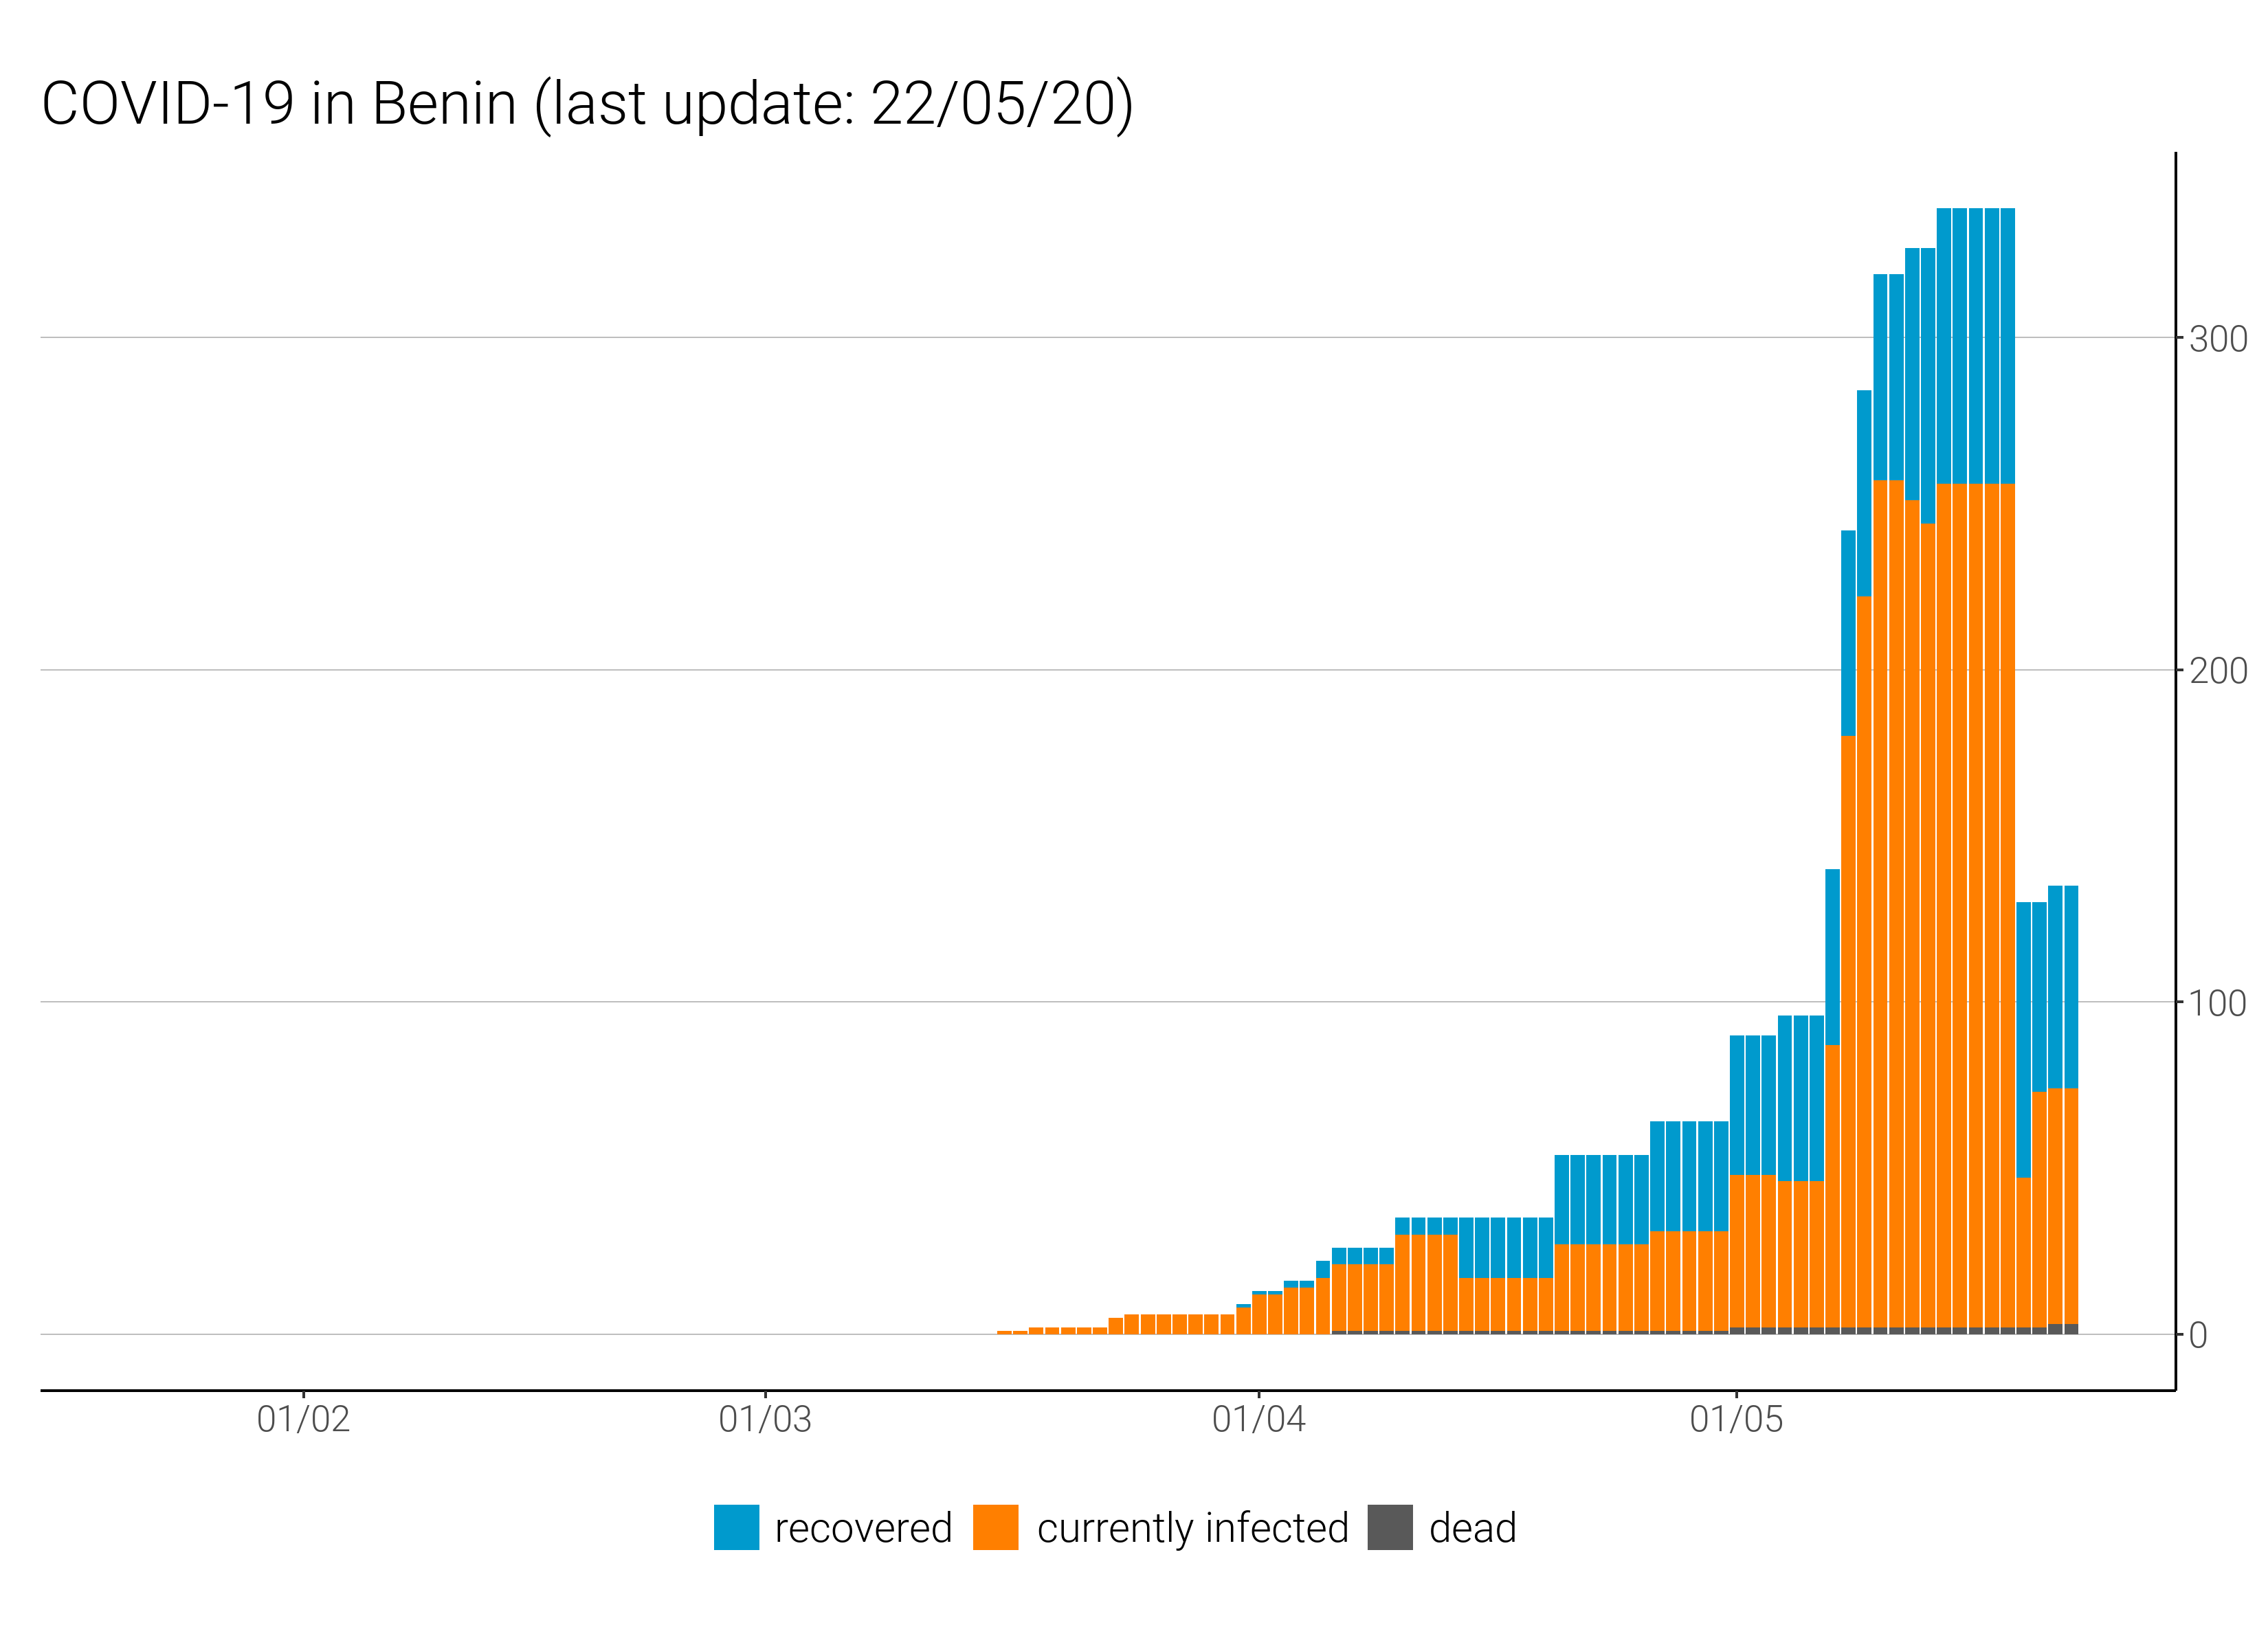 COVID-19 in Benin (last update: 22/05/20)
300
200
100
0
01/02 01/03 01/04 01/05
recovered currently infected dead